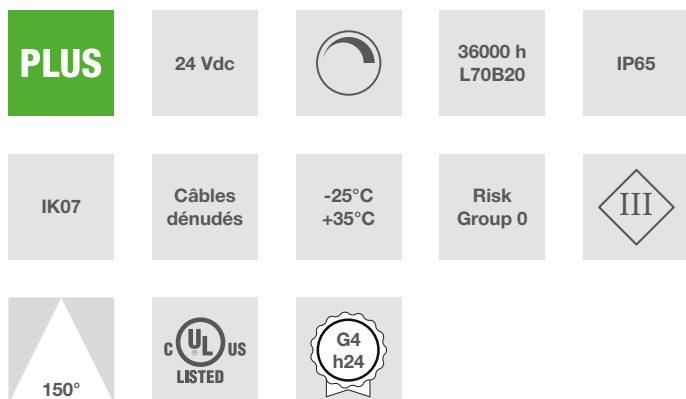 PLUS
24 Vdc
36000 h
L70B20
IP65
IK07
Câbles
dénudés
-25°C
+35°C
Risk
Group 0
III
150°
C UL US
®
LISTED
G4
h24